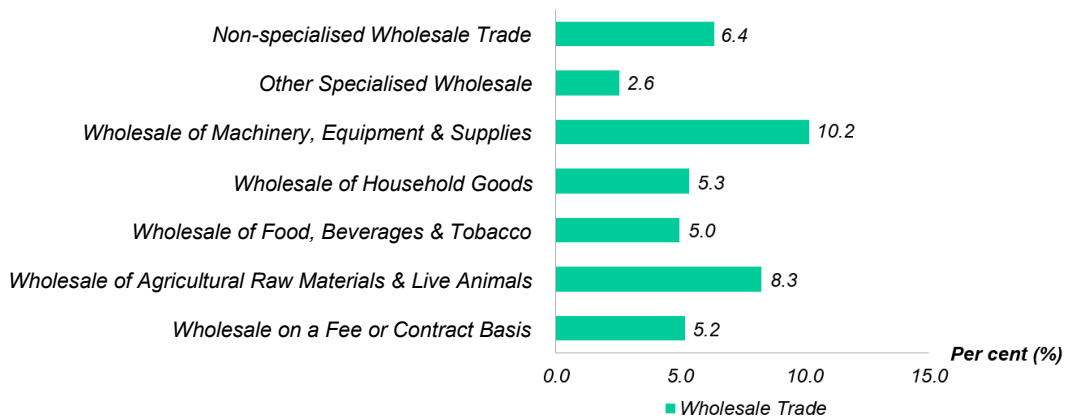 Non-specialised Wholesale Trade 6.4
Other Specialised Wholesale 2.6
Wholesale of Machinery, Equipment & Supplies 10.2
Wholesale of Household Goods 5.3
Wholesale of Food, Beverages & Tobacco 5.0
Wholesale of Agricultural Raw Materials & Live Animals 8.3
Wholesale on a Fee or Contract Basis 5.2
Per cent (%)
0.0 5.0 10.0 15.0
Wholesale Trade